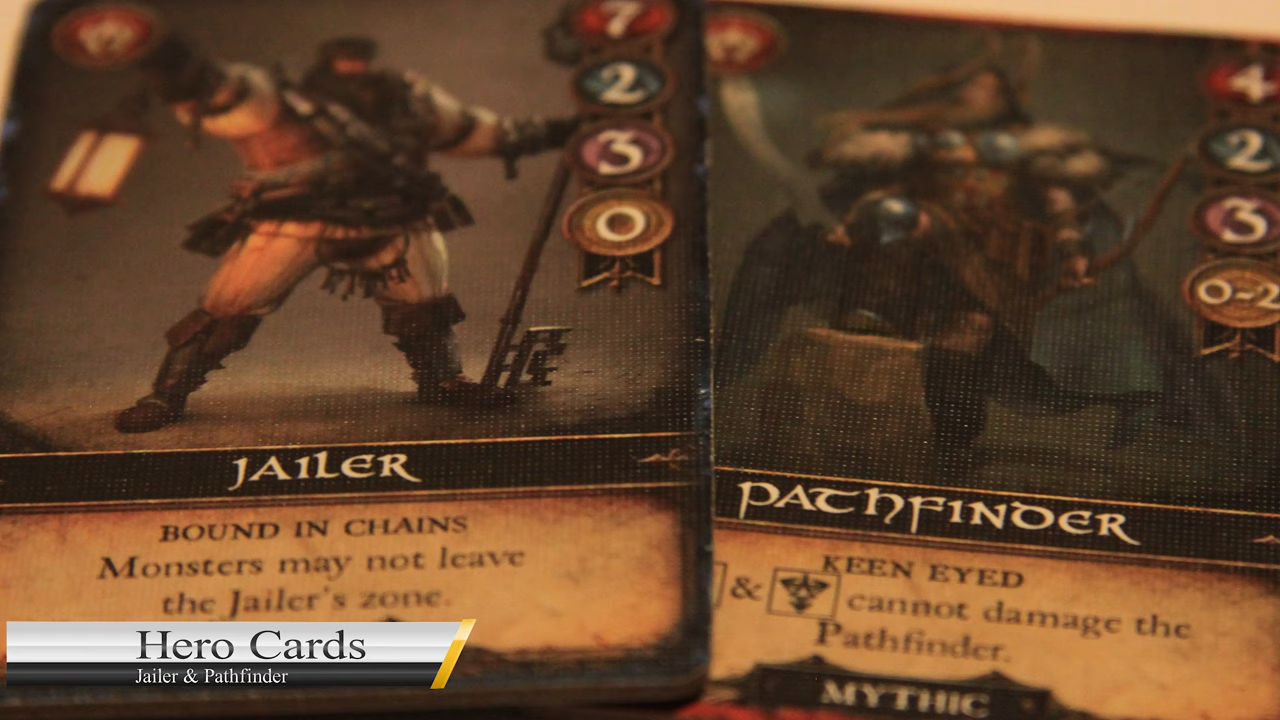 7
2
3
0
JAILER
BOUND IN CHAINS
Monsters may not leave
the Jailer's zone.
4
2
3
0-2
PATHFINDER
KEEN EYED
& cannot damage the
Pathfinder.
MYTHIC
Hero Cards
Jailer & Pathfinder